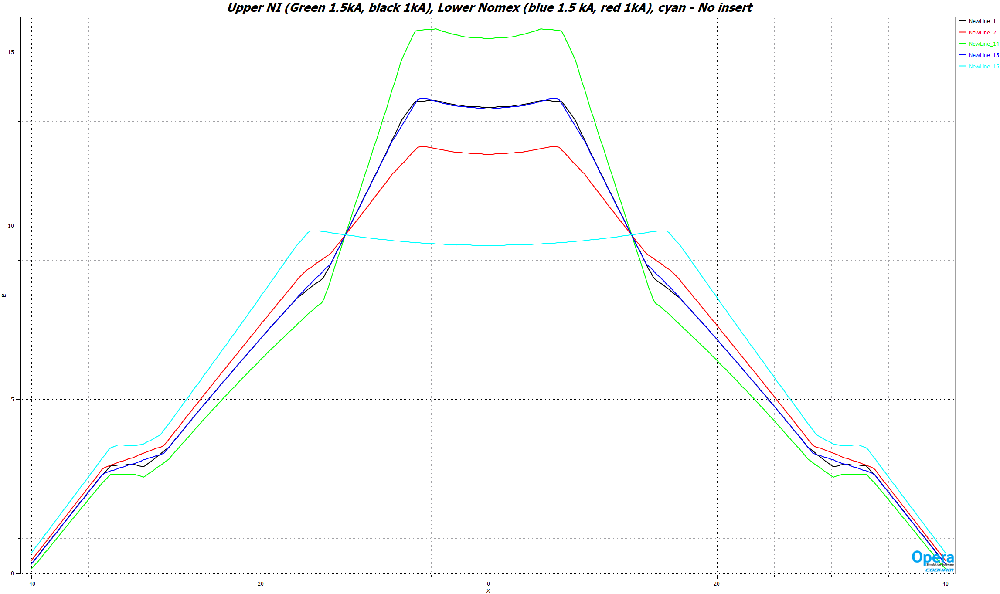 Upper NI (Green 1.5kA, black 1kA), Lower Nomex (blue 1.5 kA, red 1kA), cyan - No insert
NewLine_1
NewLine_2
NewLine_14
NewLine_15
NewLine_16
15
10
B
5
0
-40
-20
0
20
40
X
Opera
Simulation Software
COBHAM